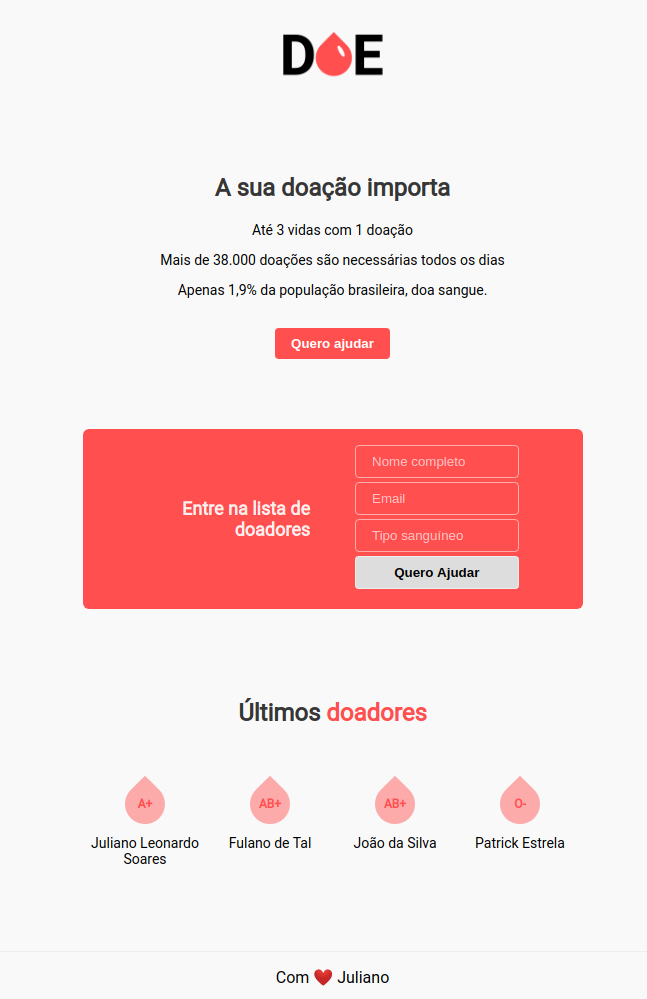 DOE
A sua doação importa
Até 3 vidas com 1 doação
Mais de 38.000 doações são necessárias todos os dias
Apenas 1,9% da população brasileira, doa sangue.
Quero ajudar
Entre na lista de
doadores
Nome completo
Email
Tipo sanguíneo
Quero Ajudar
Últimos doadores
A+
AB+
AB+
O-
Juliano Leonardo
Soares
Fulano de Tal
João da Silva
Patrick Estrela
Com ❤️ Juliano